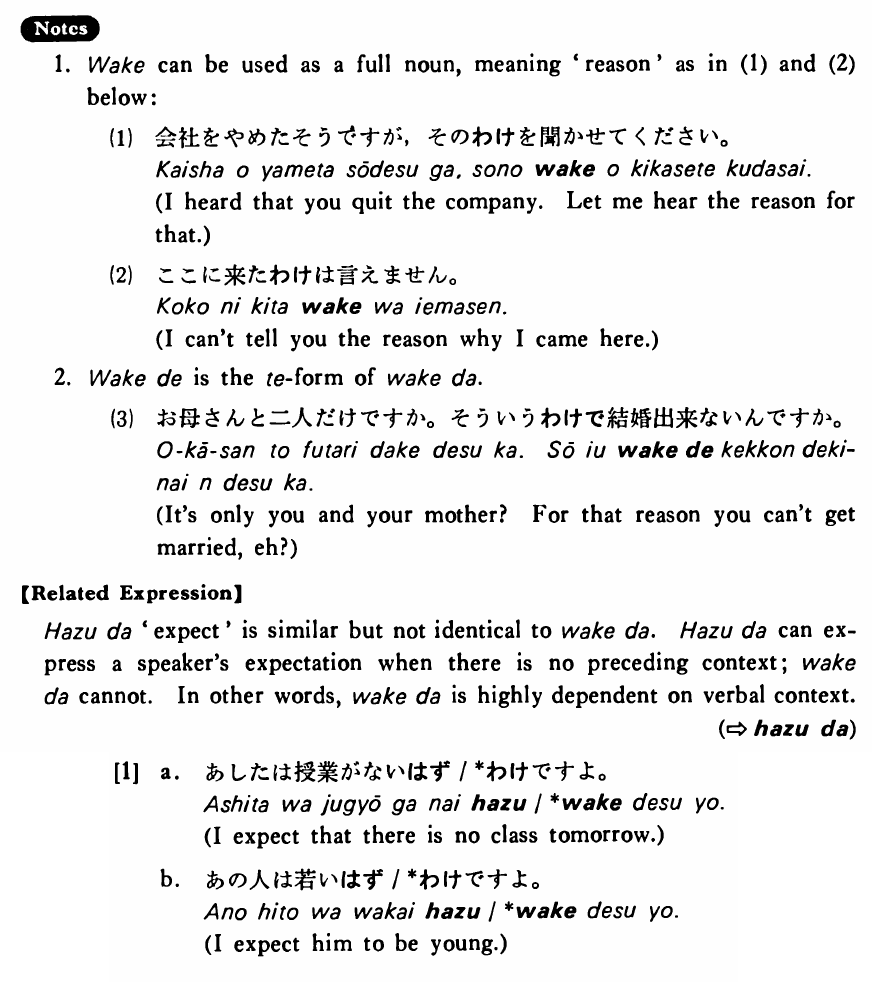 Notes
1. Wake can be used as a full noun, meaning ‘reason’ as in (1) and (2)
below:
(1) 会社をやめたそうですが，そのわけを聞かせてください。
Kaisha o yameta sōdesu ga, sono wake o kikasete kudasai.
(I heard that you quit the company. Let me hear the reason for
that.)
(2) ここに来たわけは言えません。
Koko ni kita wake wa iemasen.
(I can't tell you the reason why I came here.)
2. Wake de is the te-form of wake da.
(3) お母さんと二人だけですか。そういうわけで結婚出来ないんですか。
O-kā-san to futari dake desu ka. Sō iu wake de kekkon deki-
nai n desu ka.
(It's only you and your mother? For that reason you can't get
married, eh?)
【Related Expression】
Hazu da ‘expect’ is similar but not identical to wake da. Hazu da can ex-
press a speaker's expectation when there is no preceding context; wake
da cannot. In other words, wake da is highly dependent on verbal context.
(⇨ hazu da)
[1] a. あしたは授業がないはず / *わけですよ。
Ashita wa jugyō ga nai hazu / *wake desu yo.
(I expect that there is no class tomorrow.)
b. あの人は若いはず / *わけですよ。
Ano hito wa wakai hazu / *wake desu yo.
(I expect him to be young.)